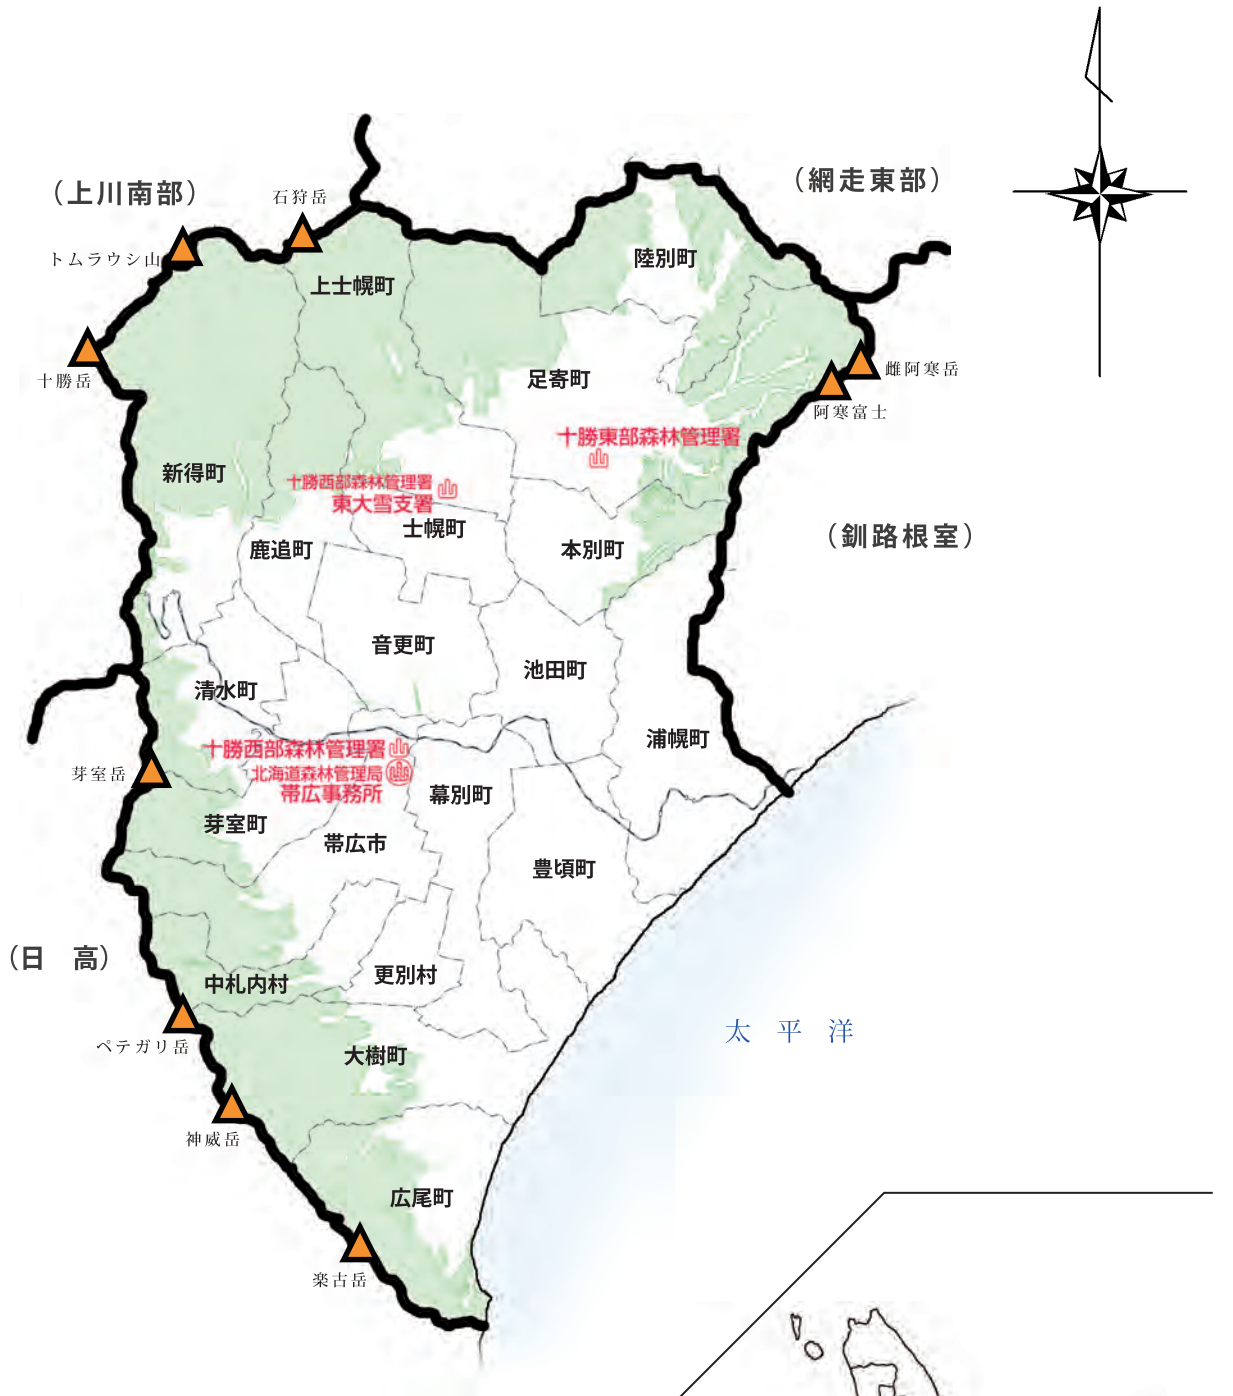 （上川南部）
石狩岳
（網走東部）
トムラウシ山
陸別町
上士幌町
十勝岳
足寄町
雌阿寒岳
阿寒富士
十勝東部森林管理署
新得町
十勝西部森林管理署
東大雪支署
士幌町
（釧路根室）
鹿追町
本別町
音更町
池田町
清水町
浦幌町
十勝西部森林管理署
北海道森林管理局
帯広事務所
芽室岳
幕別町
芽室町
帯広市
豊頃町
（日　高）
更別村
中札内村
太　平　洋
ペテガリ岳
大樹町
神威岳
広尾町
楽古岳